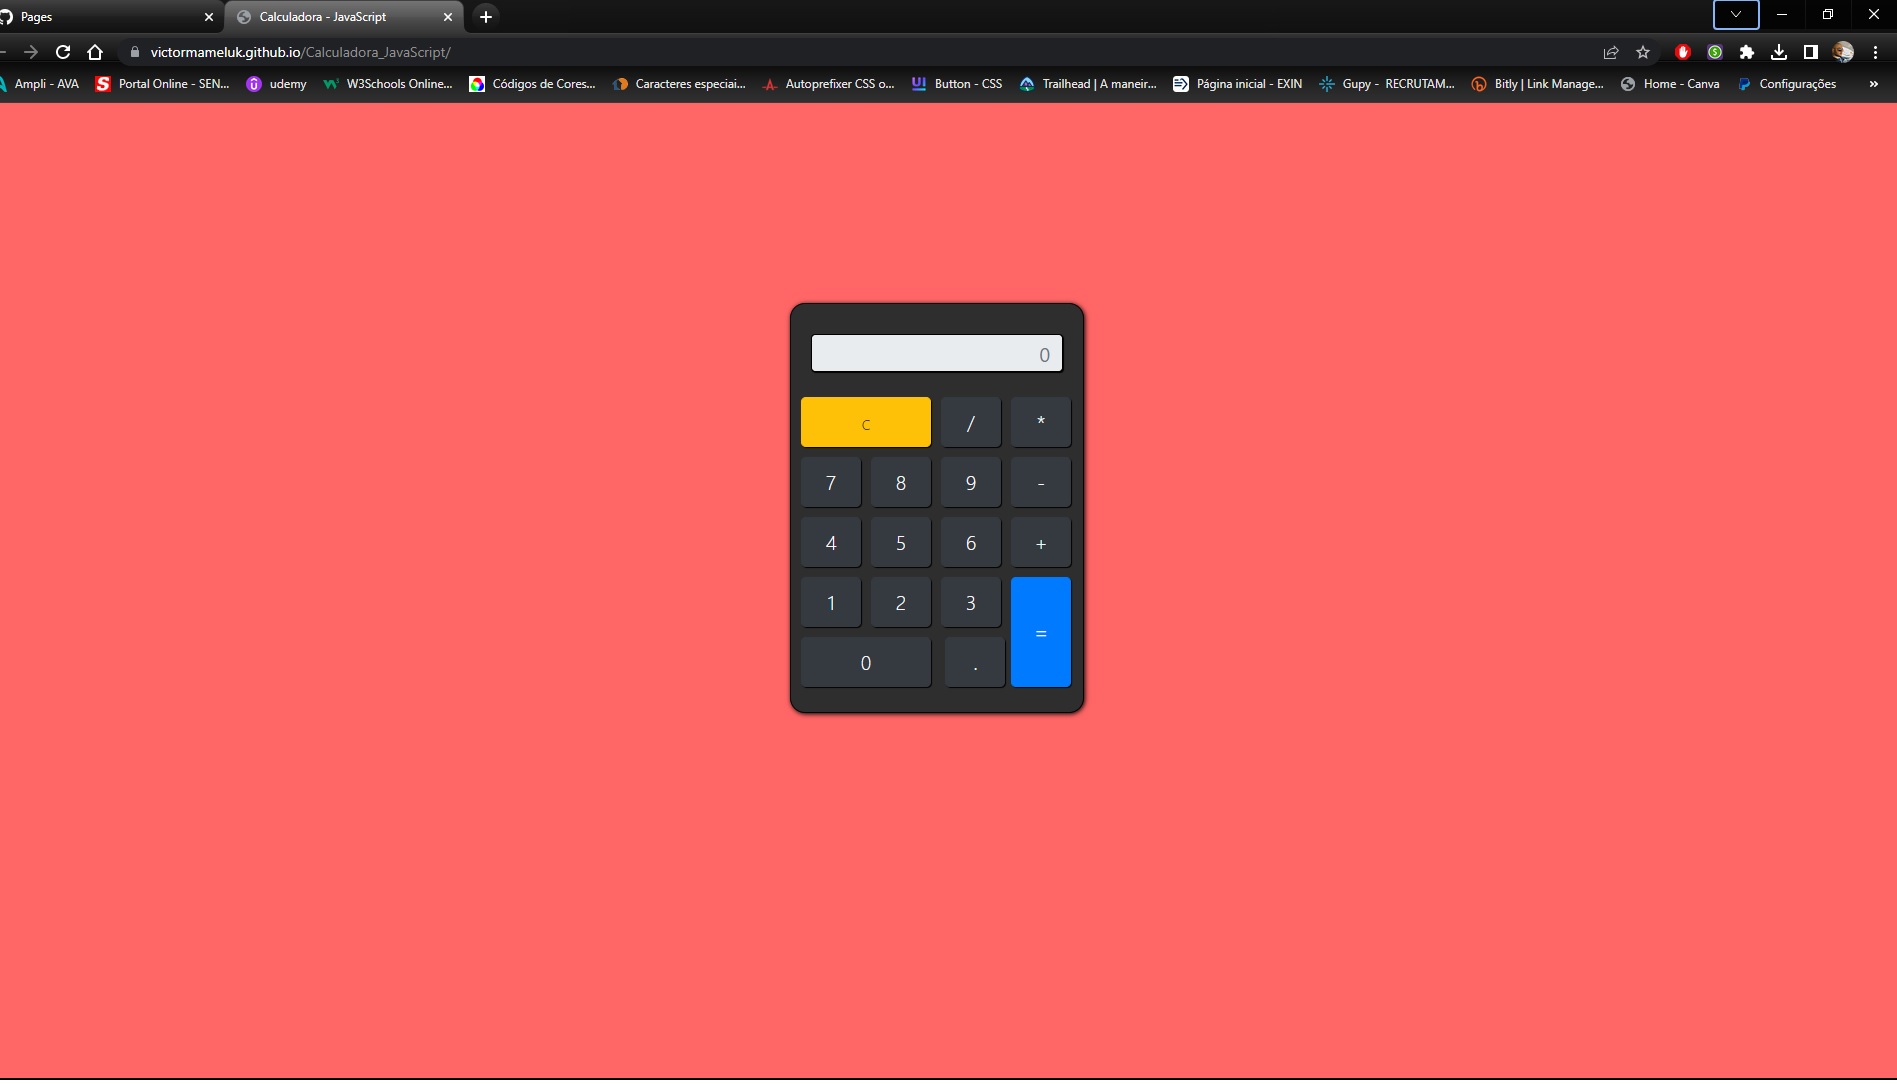 Pages
Calculadora - JavaScript
victormameluk.github.io/Calculadora_JavaScript/
Ampli - AVA
Portal Online - SEN...
udemy
W3Schools Online...
Códigos de Cores...
Caracteres especiai...
Autoprefixer CSS o...
Button - CSS
Trailhead | A maneir...
Página inicial - EXIN
Gupy - RECRUTAM...
Bitly | Link Manage...
Home - Canva
Configurações
»
0
C / *
7 8 9 -
4 5 6 +
1 2 3
=
0 .